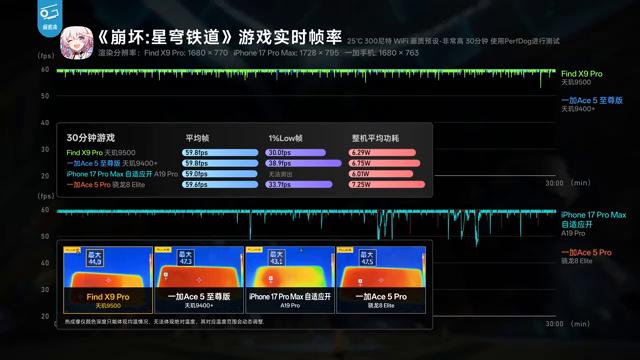 《崩坏:星穹铁道》游戏实时帧率
25℃ 300尼特 WiFi 画质预设-非常高 30分钟 使用PerfDog进行测试
渲染分辨率: Find X9 Pro: 1680 × 770 iPhone 17 Pro Max: 1728 × 795 一加手机: 1680 × 763
(fps)
60
50
40
30
20
Find X9 Pro
天玑9500
一加Ace 5 至尊版
天玑9400+
30分钟游戏 平均帧 1%Low帧 整机平均功耗
Find X9 Pro 天玑9500 59.8fps 30.0fps 6.29W
一加Ace 5 至尊版 天玑9400+ 59.8fps 38.9fps 6.75W
iPhone 17 Pro Max 自适应开 A19 Pro 59.0fps 无法测出 6.01W
一加Ace 5 Pro 骁龙8 Elite 59.6fps 33.7fps 7.25W
30:00 (min)
(fps)
60
50
40
30
20
iPhone 17 Pro Max
自适应开
A19 Pro
一加Ace 5 Pro
骁龙8 Elite
最大
44.0
Find X9 Pro
天玑9500
最大
47.3
一加Ace 5 至尊版
天玑9400+
最大
43.1
iPhone 17 Pro Max 自适应开
A19 Pro
最大
47.5
一加Ace 5 Pro
骁龙8 Elite
热成像仅颜色深度只能体现均温情况、无法体现绝对温度，其对应温度范围会动态调整.
30:00 (min)